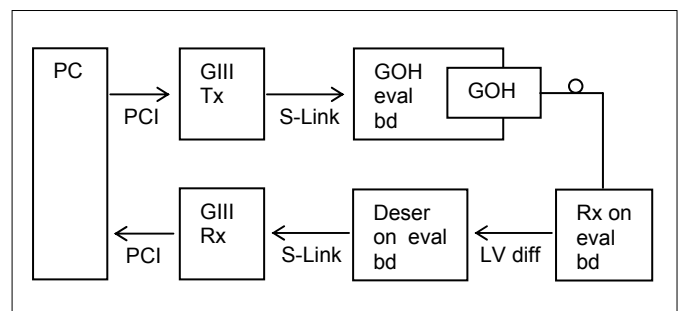 PC
PCI
GIII
Tx
S-Link
GOH
eval
bd
GOH
PCI
GIII
Rx
S-Link
Deser
on eval
bd
LV diff
Rx on
eval
bd